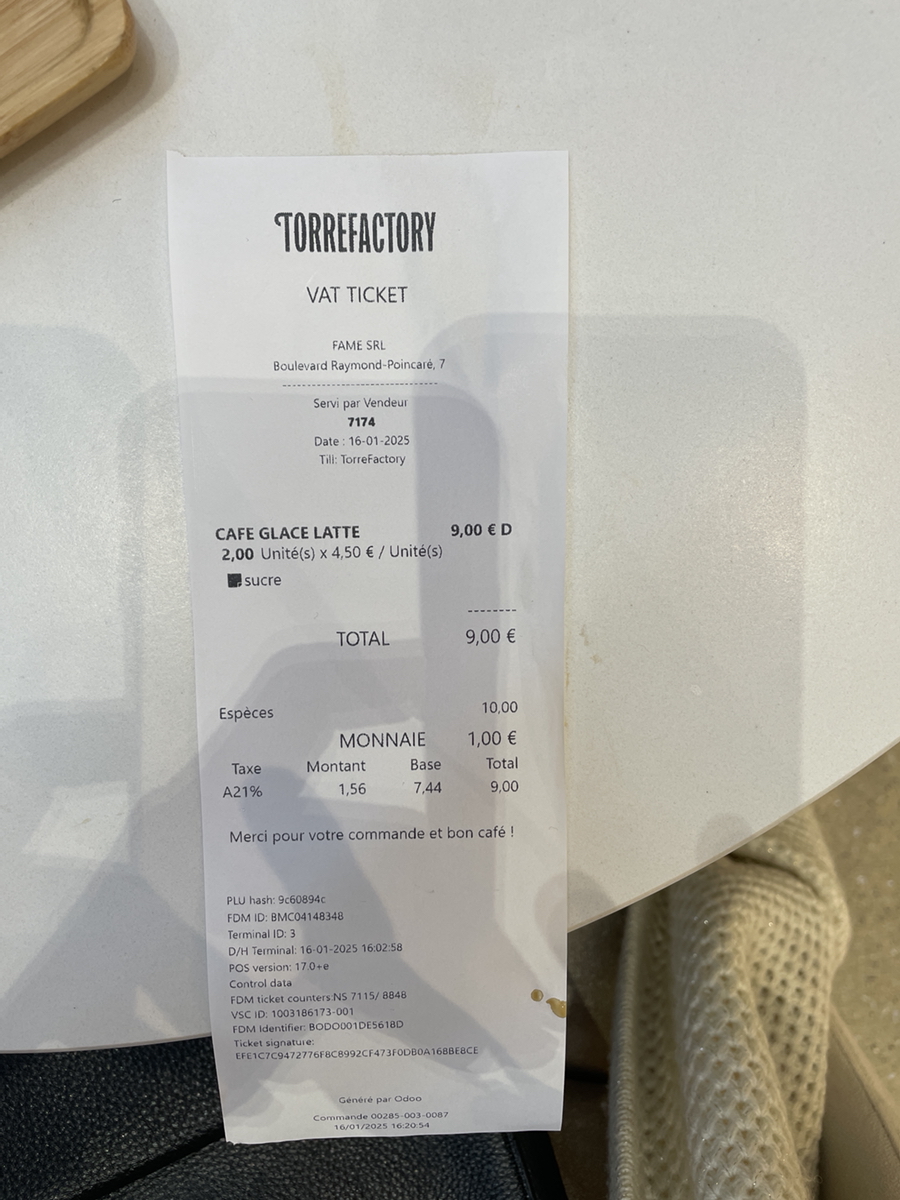 TORREFACTORY
VAT TICKET
FAME SRL
Boulevard Raymond-Poincaré, 7
--------------------------------
Servi par Vendeur
7174
Date : 16-01-2025
Till: TorreFactory
CAFE GLACE LATTE 9,00 € D
2,00 Unité(s) x 4,50 € / Unité(s)
sucre
--------
TOTAL 9,00 €
Espèces 10,00
MONNAIE 1,00 €
Taxe Montant Base Total
A21% 1,56 7,44 9,00
Merci pour votre commande et bon café !
PLU hash: 9c60894c
FDM ID: BMC04148348
Terminal ID: 3
D/H Terminal: 16-01-2025 16:02:58
POS version: 17.0+e
Control data
FDM ticket counters:NS 7115/ 8848
VSC ID: 1003186173-001
FDM Identifier: BODO001DE5618D
Ticket signature:
EFE1C7C9472776F8C8992CF473F0DB0A168BE8CE
Généré par Odoo
Commande 00285-003-0087
16/01/2025 16:20:54